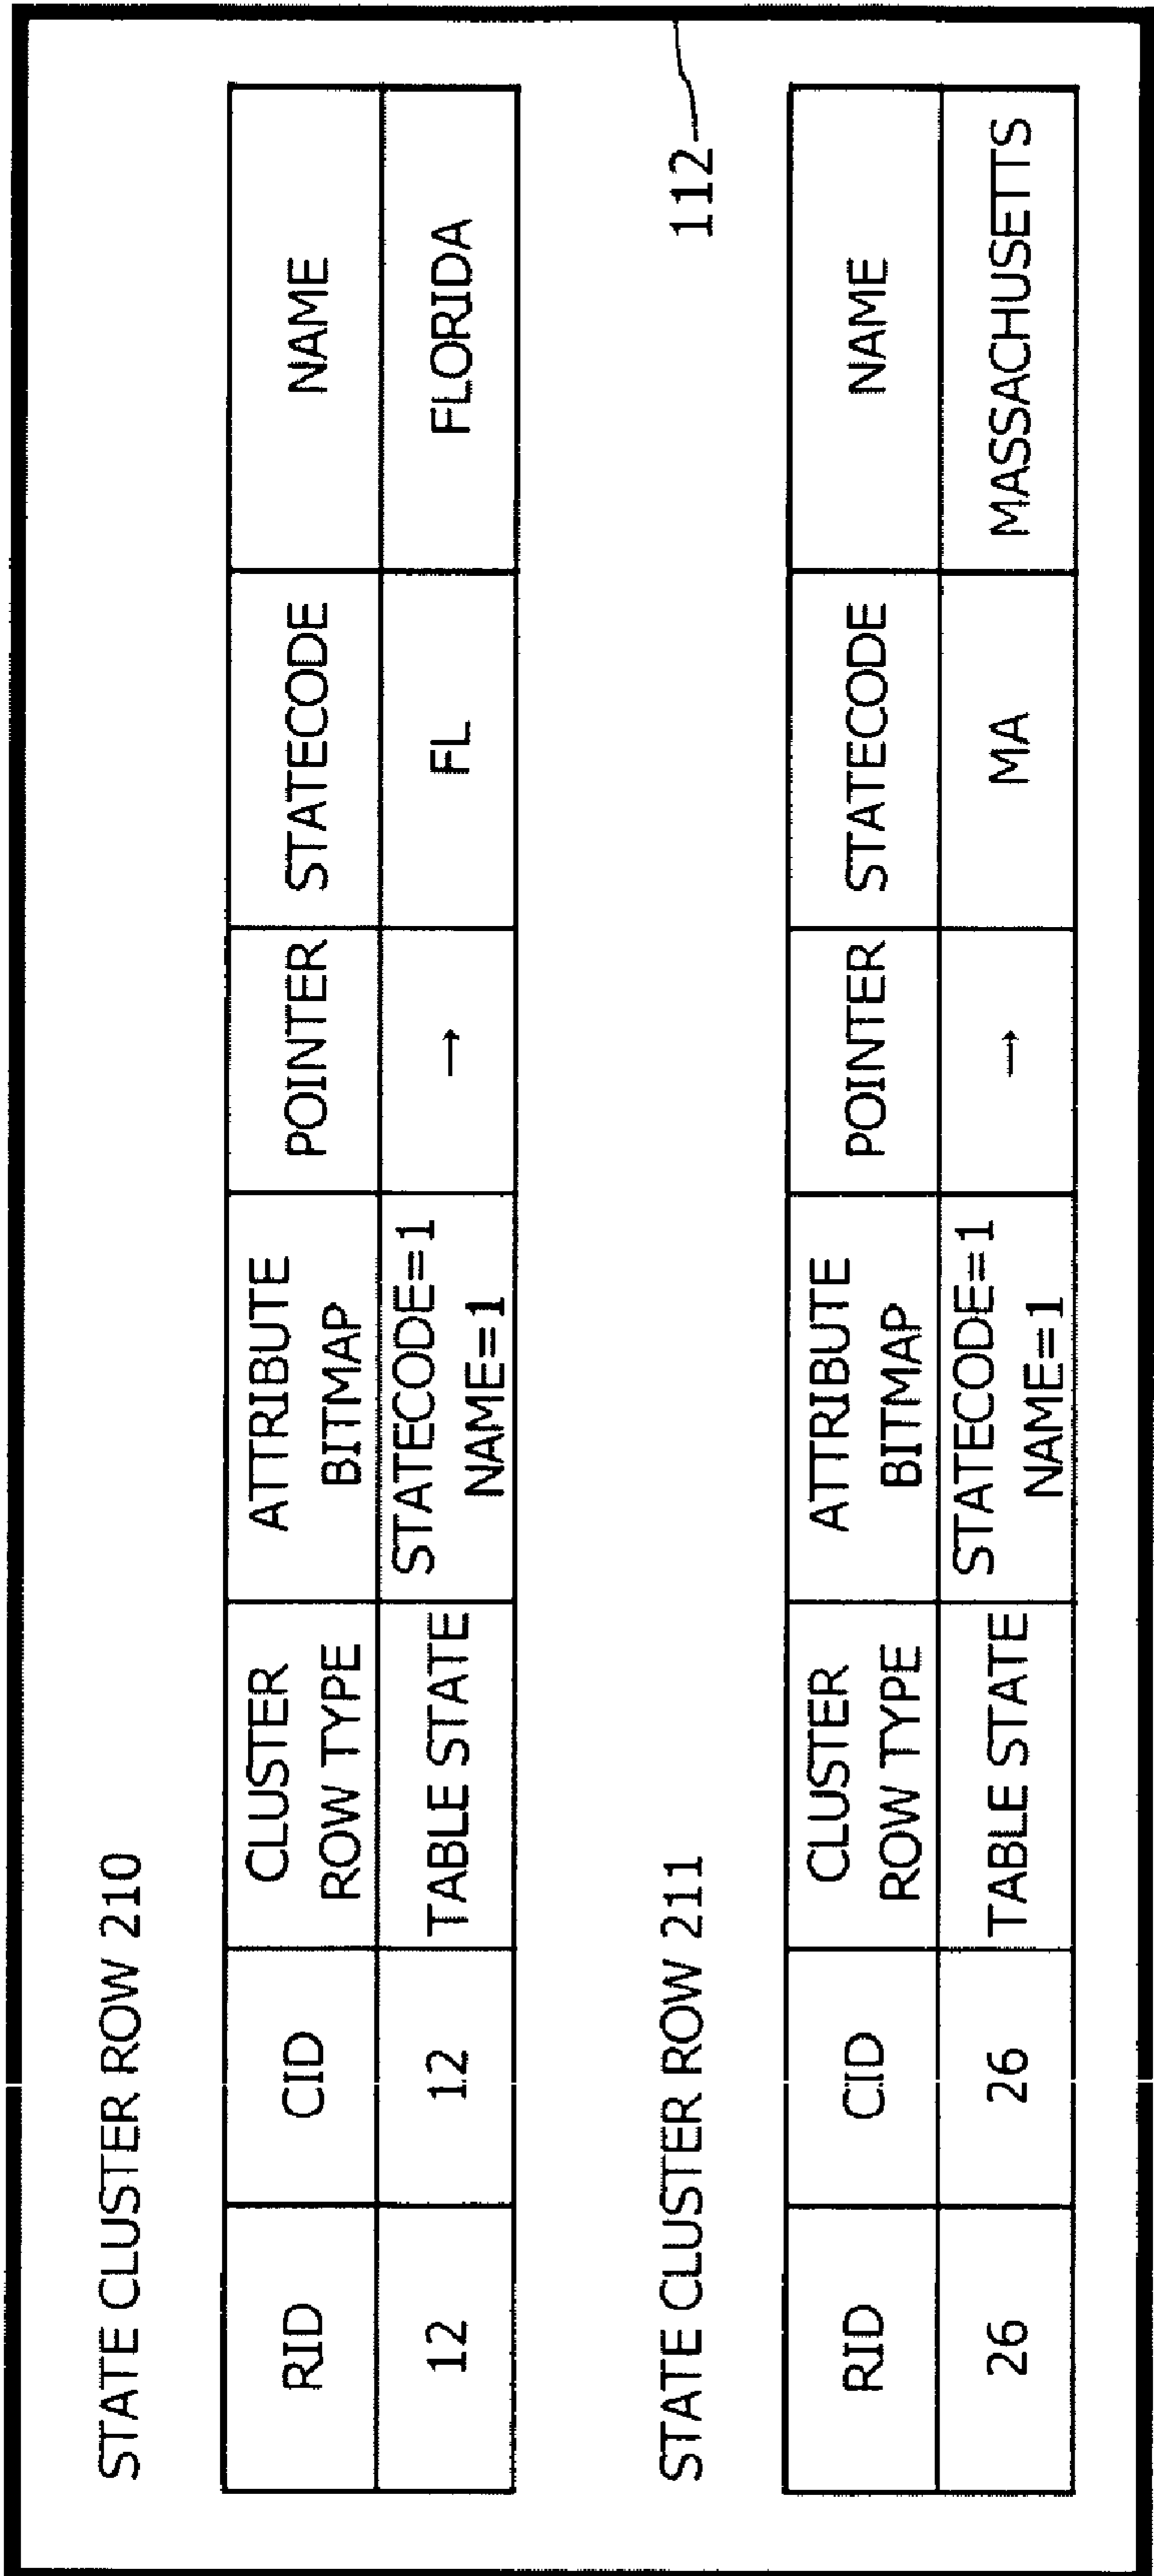 STATE CLUSTER ROW 210
RID CID CLUSTER ROW TYPE ATTRIBUTE BITMAP POINTER STATECODE NAME
12 12 TABLE STATE STATECODE=1 NAME=1 → FL FLORIDA
112
STATE CLUSTER ROW 211
RID CID CLUSTER ROW TYPE ATTRIBUTE BITMAP POINTER STATECODE NAME
26 26 TABLE STATE STATECODE=1 NAME=1 → MA MASSACHUSETTS